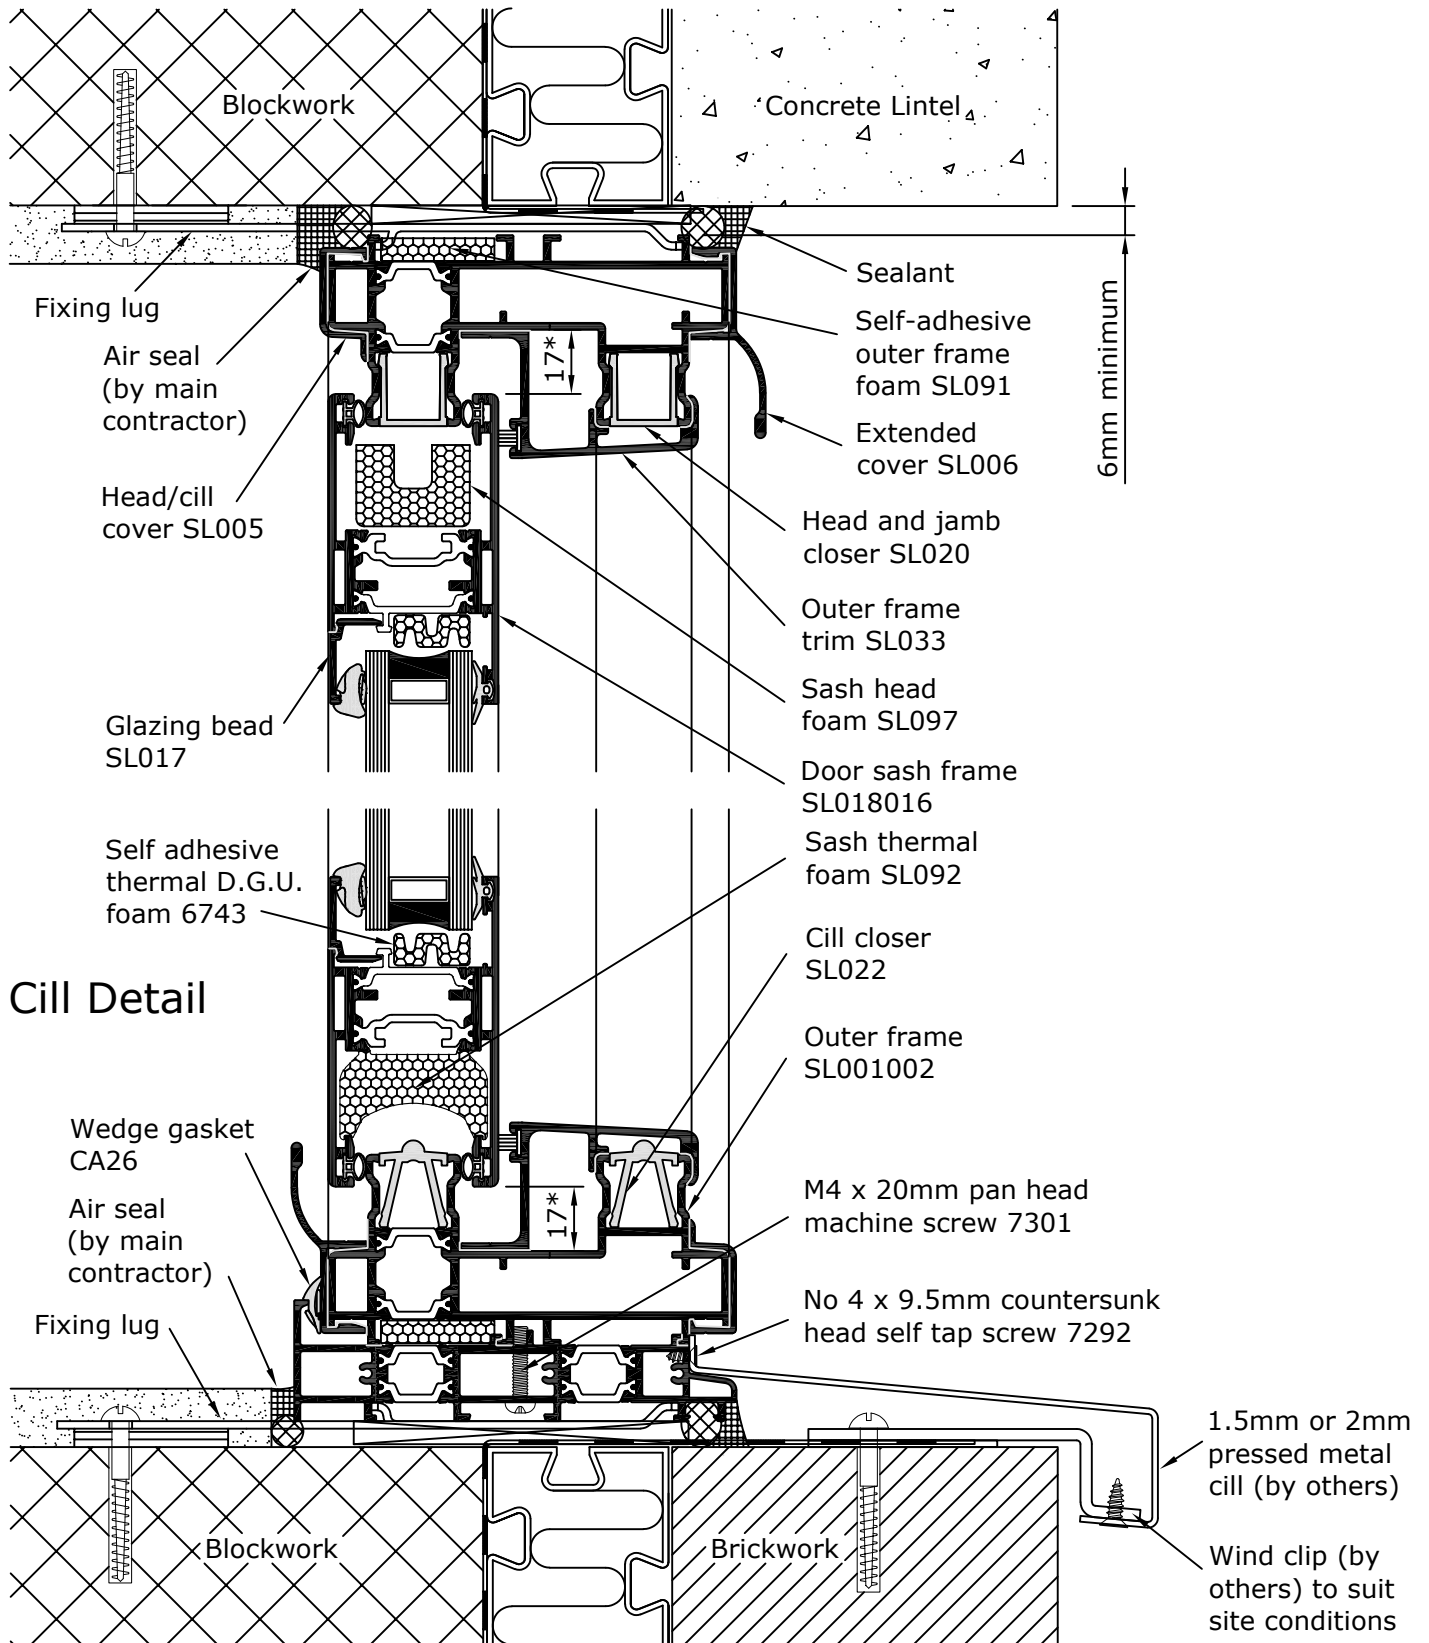 Blockwork
Concrete Lintel
Fixing lug
Air seal
(by main
contractor)
Head/cill
cover SL005
Glazing bead
SL017
17*
Sealant
Self-adhesive
outer frame
foam SL091
6mm minimum
Extended
cover SL006
Head and jamb
closer SL020
Outer frame
trim SL033
Sash head
foam SL097
Door sash frame
SL018016
Self adhesive
thermal D.G.U.
foam 6743
Sash thermal
foam SL092
Cill closer
SL022
Cill Detail
Outer frame
SL001002
Wedge gasket
CA26
Air seal
(by main
contractor)
Fixing lug
17*
M4 x 20mm pan head
machine screw 7301
No 4 x 9.5mm countersunk
head self tap screw 7292
1.5mm or 2mm
pressed metal
cill (by others)
Blockwork
Brickwork
Wind clip (by
others) to suit
site conditions